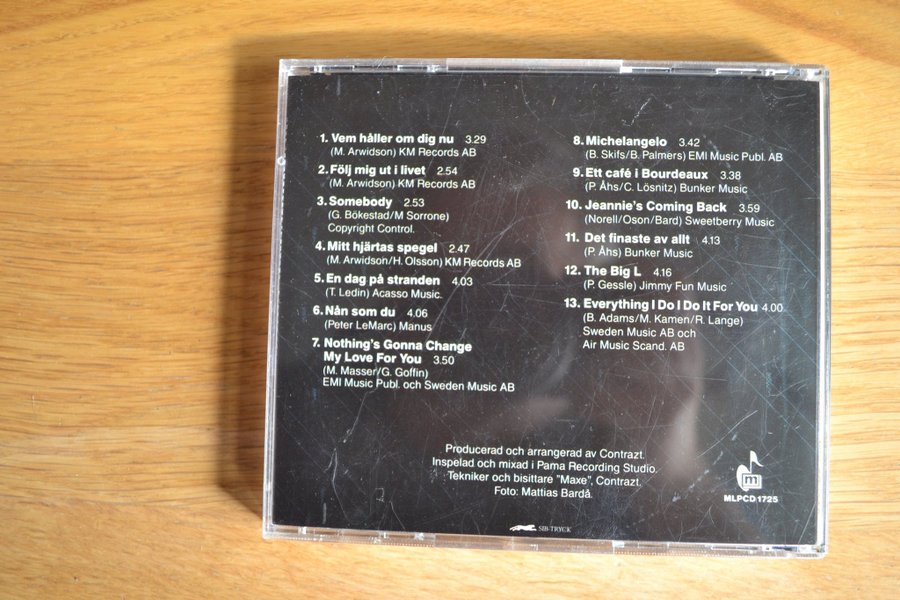 1. Vem håller om dig nu 3.29
(M. Arwidson) KM Records AB
2. Följ mig ut i livet 2.54
(M. Arwidson) KM Records AB
3. Somebody 2.53
(G. Bökestad/M Sorrone)
Copyright Control.
4. Mitt hjärtas spegel 2.47
(M. Arwidson/H. Olsson) KM Records AB
5. En dag på stranden 4.03
(T. Ledin) Acasso Music.
6. Nån som du 4.06
(Peter LeMarc) Manus
7. Nothing's Gonna Change
My Love For You 3.50
(M. Masser/G. Goffin)
EMI Music Publ. och Sweden Music AB
8. Michelangelo 3.42
(B. Skifs/B. Palmers) EMI Music Publ. AB
9. Ett café i Bourdeaux 3.38
(P. Åhs/C. Lösnitz) Bunker Music
10. Jeannie's Coming Back 3.59
(Norell/Oson/Bard) Sweetberry Music
11. Det finaste av allt 4.13
(P. Åhs) Bunker Music
12. The Big L 4.16
(P. Gessle) Jimmy Fun Music
13. Everything I Do I Do It For You 4.00
(B. Adams/M. Kamen/R. Lange)
Sweden Music AB och
Air Music Scand. AB
Producerad och arrangerad av Contrazt.
Inspelad och mixad i Pama Recording Studio.
Tekniker och bisittare "Maxe", Contrazt.
Foto: Mattias Bardå.
m
MLPCD 1725
SIB-TRYCK